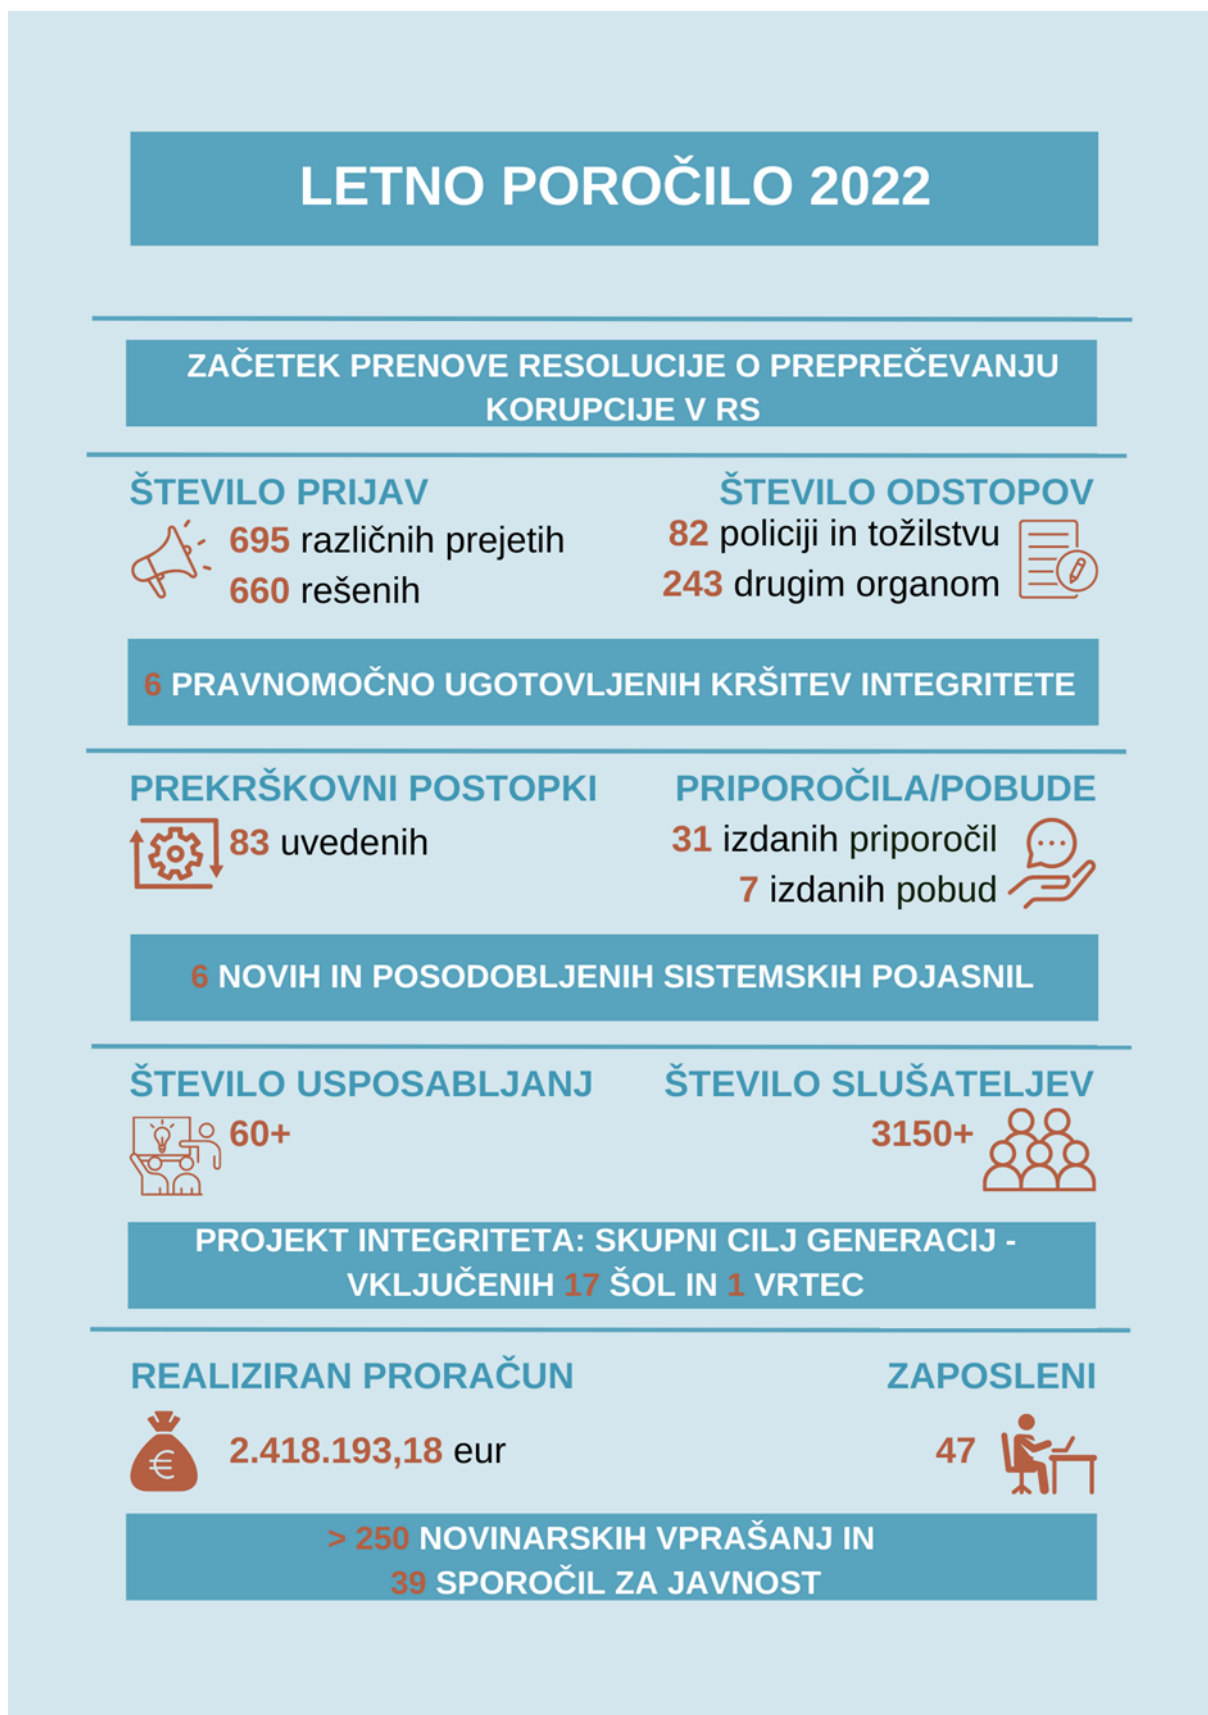 LETNO POROČILO 2022
ZAČETEK PRENOVE RESOLUCIJE O PREPREČEVANJU
KORUPCIJE V RS
ŠTEVILO PRIJAV
695 različnih prejetih
660 rešenih
ŠTEVILO ODSTOPOV
82 policiji in tožilstvu
243 drugim organom
6 PRAVNOMOČNO UGOTOVLJENIH KRŠITEV INTEGRITETE
PREKRŠKOVNI POSTOPKI
83 uvedenih
PRIPOROČILA/POBUDE
31 izdanih priporočil
7 izdanih pobud
6 NOVIH IN POSODOBLJENIH SISTEMSKIH POJASNIL
ŠTEVILO USPOSABLJANJ
60+
ŠTEVILO SLUŠATELJEV
3150+
PROJEKT INTEGRITETA: SKUPNI CILJ GENERACIJ -
VKLJUČENIH 17 ŠOL IN 1 VRTEC
REALIZIRAN PRORAČUN
2.418.193,18 eur
ZAPOSLENI
47
> 250 NOVINARSKIH VPRAŠANJ IN
39 SPOROČIL ZA JAVNOST